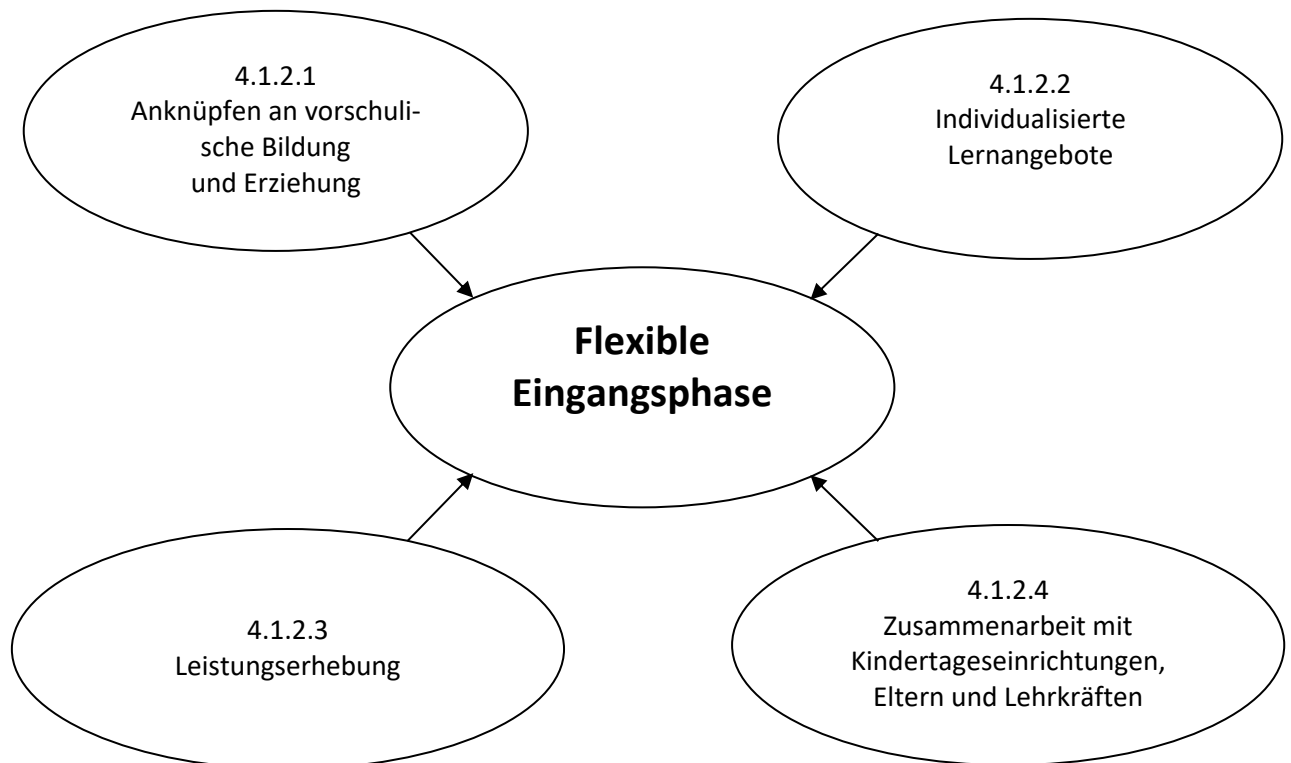 4.1.2.1
Anknüpfen an vorschuli-
sche Bildung
und Erziehung
4.1.2.2
Individualisierte
Lernangebote
Flexible
Eingangsphase
4.1.2.3
Leistungserhebung
4.1.2.4
Zusammenarbeit mit
Kindertageseinrichtungen,
Eltern und Lehrkräften